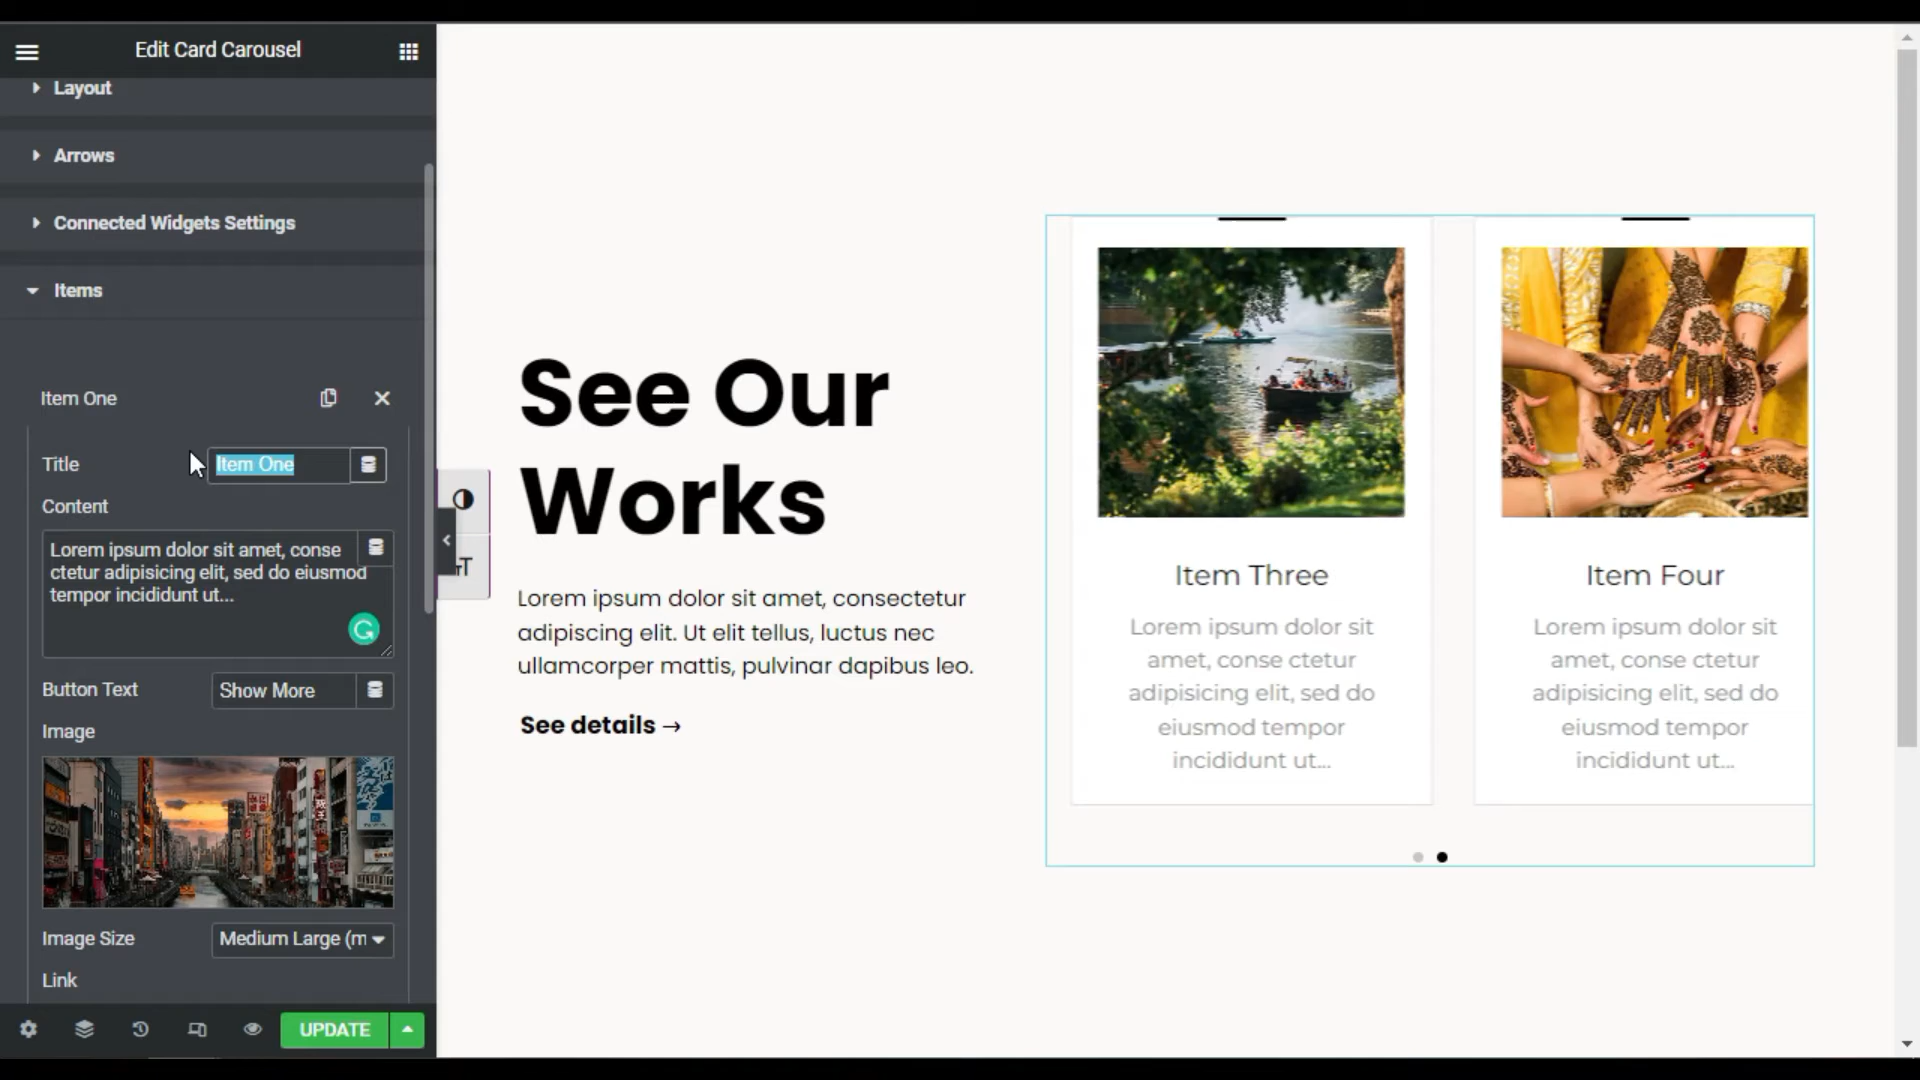 Edit Card Carousel
Layout
Arrows
Connected Widgets Settings
Items
Item One
Title
Item One
Content
Lorem ipsum dolor sit amet, conse
ctetur adipisicing elit, sed do eiusmod
tempor incididunt ut...
Button Text
Show More
Image
Image Size
Medium Large (m
Link
UPDATE
See Our
Works
Lorem ipsum dolor sit amet, consectetur
adipiscing elit. Ut elit tellus, luctus nec
ullamcorper mattis, pulvinar dapibus leo.
See details →
Item Three
Lorem ipsum dolor sit
amet, conse ctetur
adipisicing elit, sed do
eiusmod tempor
incididunt ut...
Item Four
Lorem ipsum dolor sit
amet, conse ctetur
adipisicing elit, sed do
eiusmod tempor
incididunt ut...